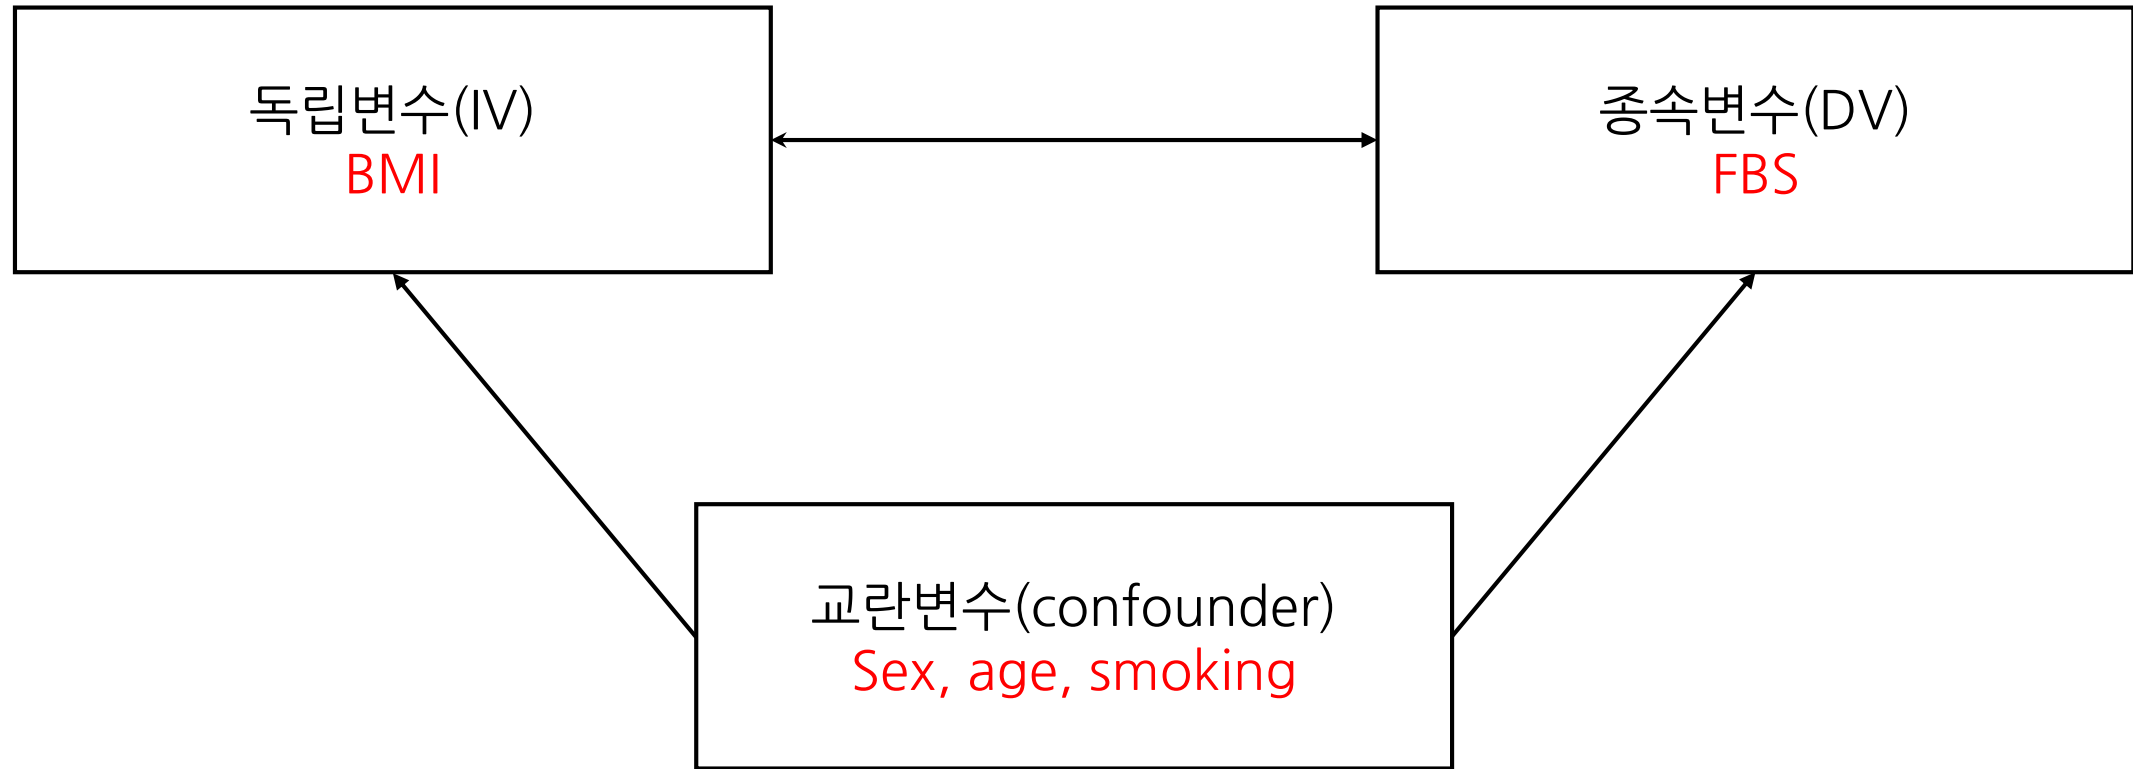 독립변수(IV)
BMI
종속변수(DV)
FBS
교란변수(confounder)
Sex, age, smoking